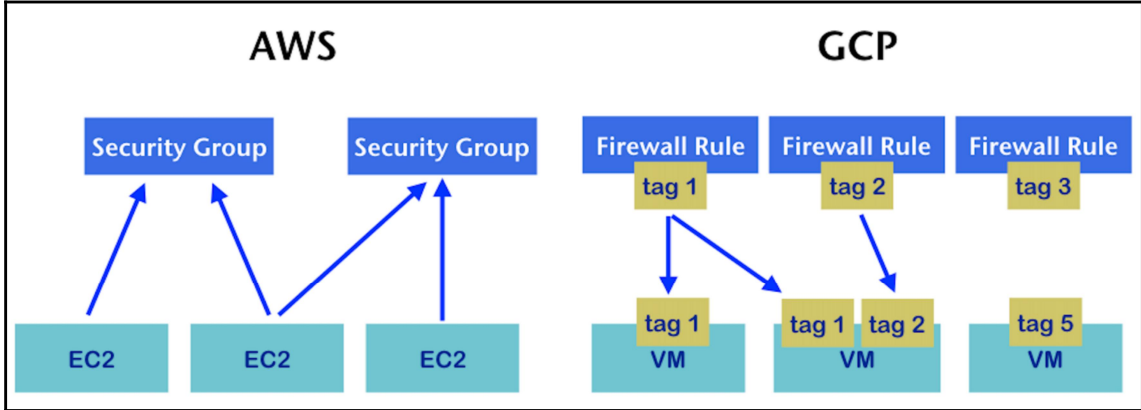 AWS
GCP
Security Group
Security Group
Firewall Rule
Firewall Rule
Firewall Rule
tag 1
tag 2
tag 3
tag 1
tag 1
tag 2
tag 5
EC2
EC2
EC2
VM
VM
VM